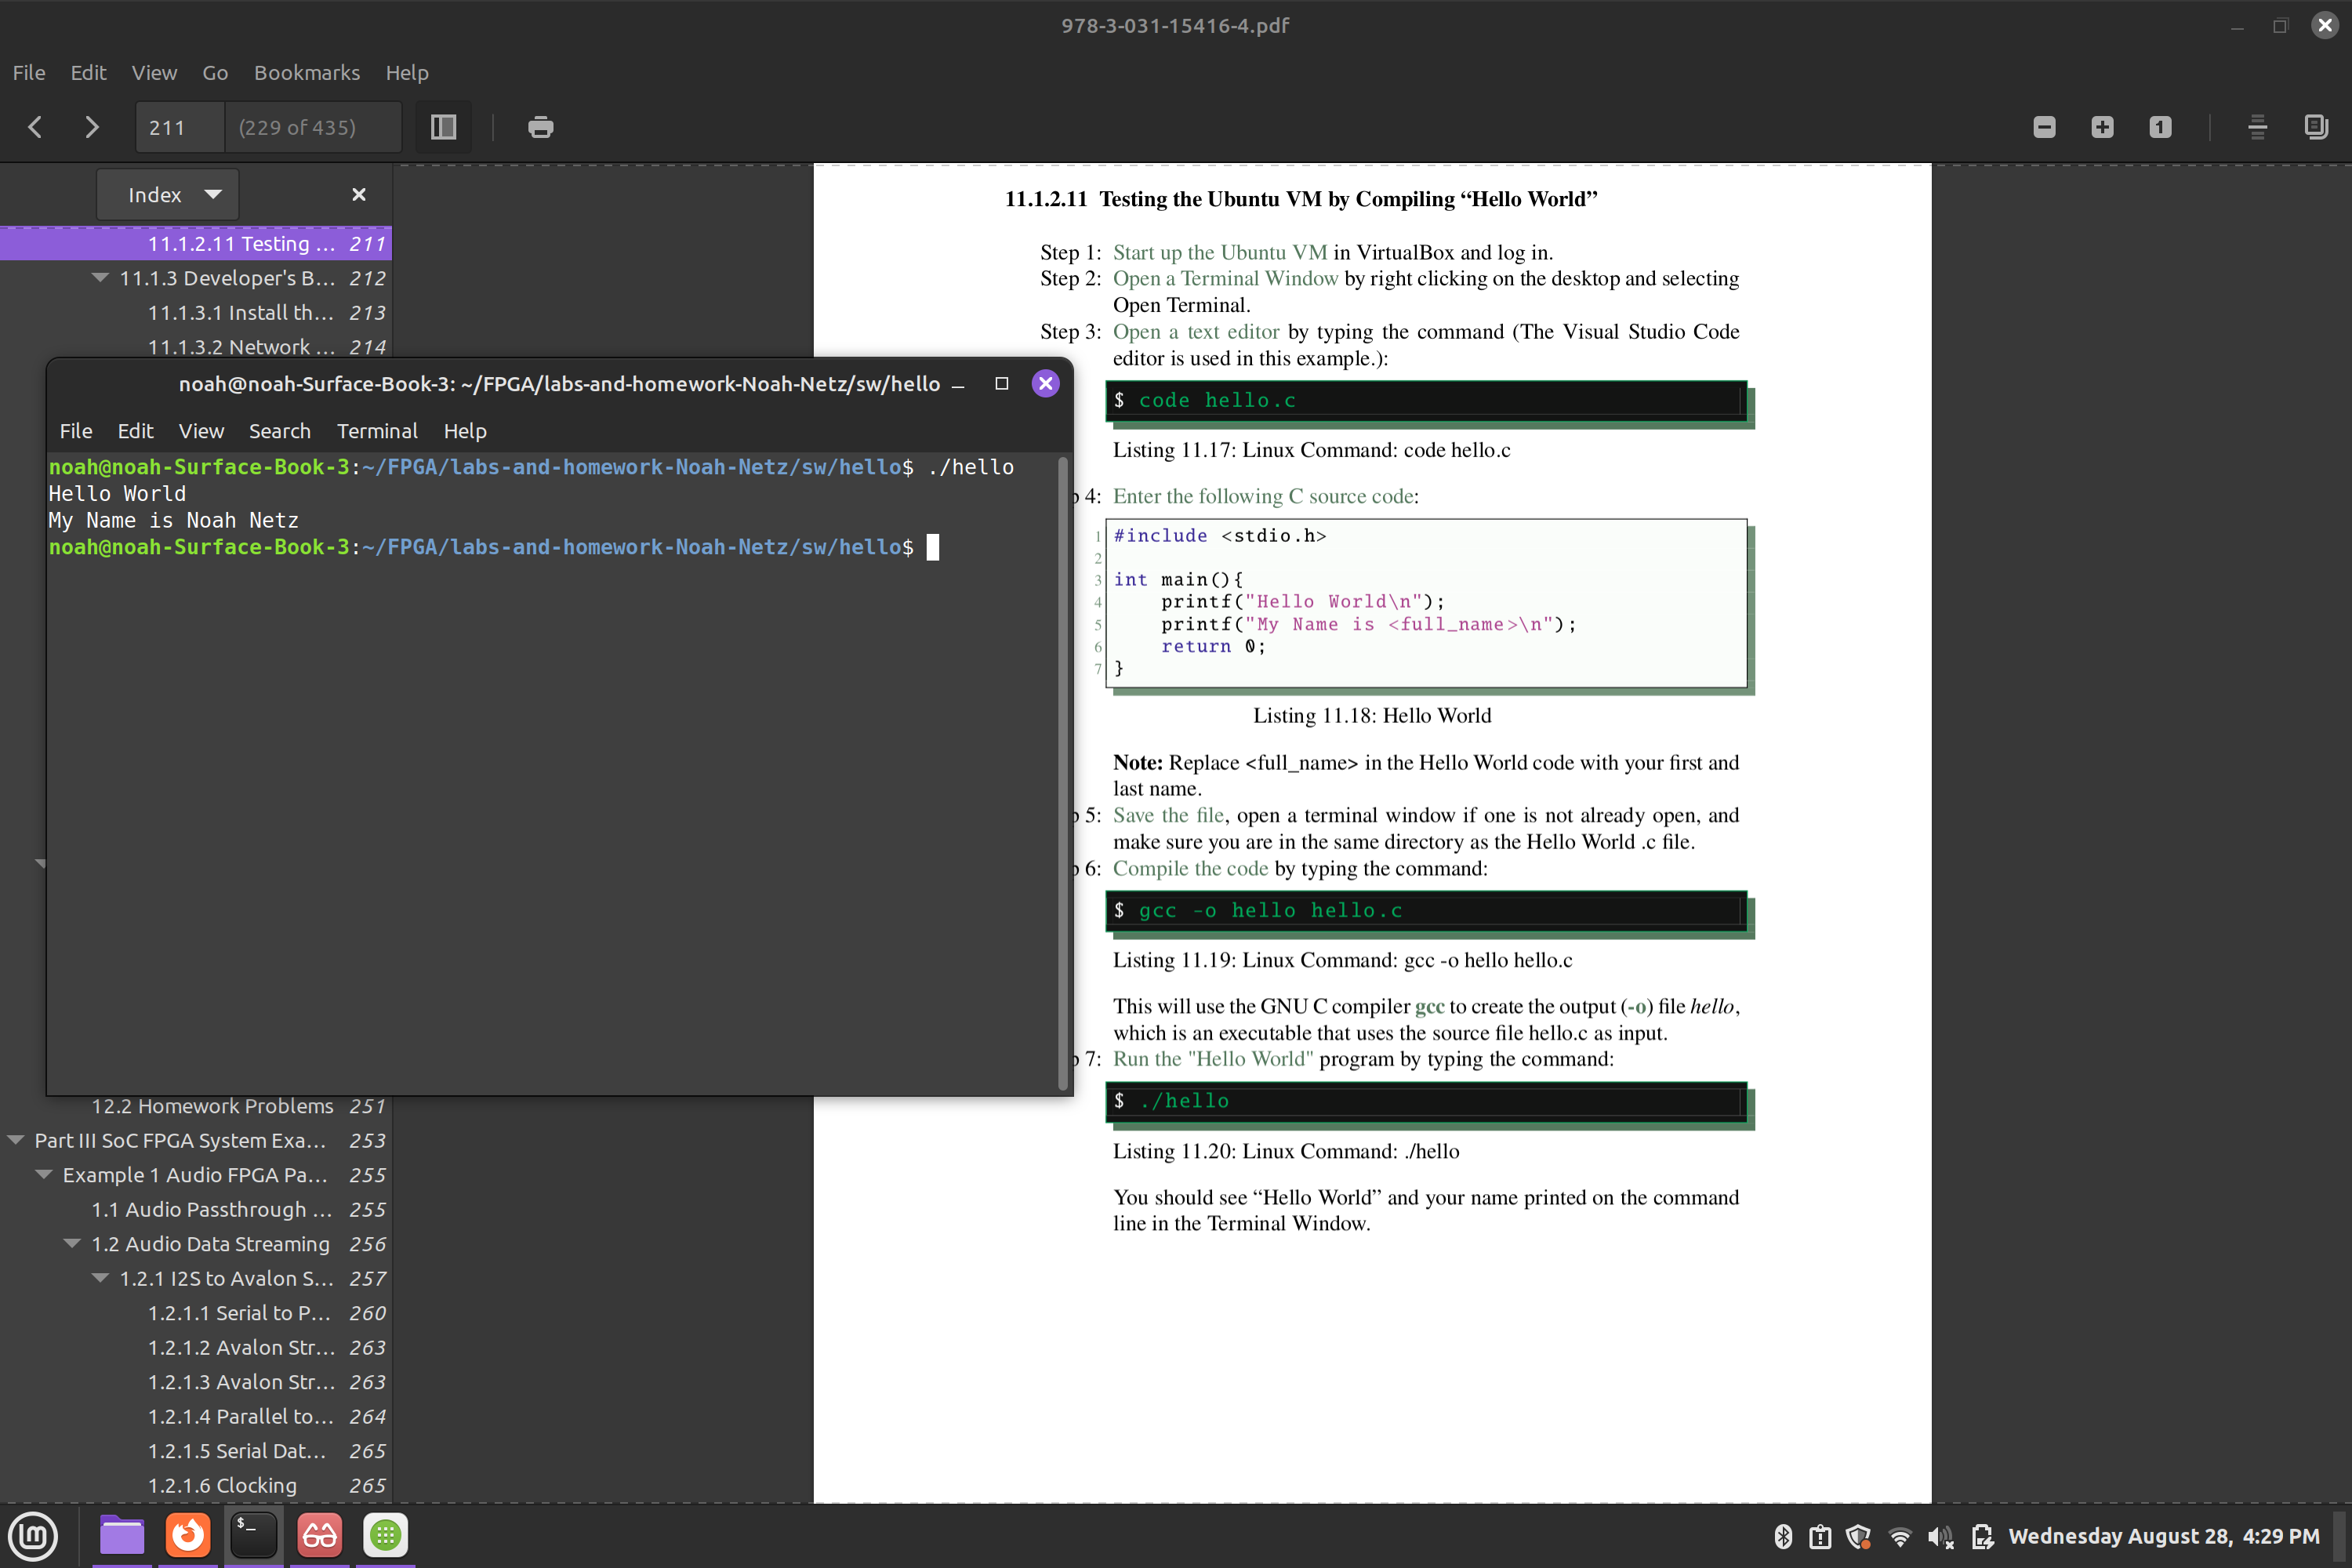 978-3-031-15416-4.pdf
File Edit View Go Bookmarks Help
211 (229 of 435)
1
Index
11.1.2.11 Testing ... 211
11.1.3 Developer's B... 212
11.1.3.1 Install th... 213
11.1.3.2 Network ... 214
noah@noah-Surface-Book-3: ~/FPGA/labs-and-homework-Noah-Netz/sw/hello
File Edit View Search Terminal Help
noah@noah-Surface-Book-3:~/FPGA/labs-and-homework-Noah-Netz/sw/hello$ ./hello
Hello World
My Name is Noah Netz
noah@noah-Surface-Book-3:~/FPGA/labs-and-homework-Noah-Netz/sw/hello$
12.2 Homework Problems 251
Part III SoC FPGA System Exa... 253
Example 1 Audio FPGA Pa... 255
1.1 Audio Passthrough ... 255
1.2 Audio Data Streaming 256
1.2.1 I2S to Avalon S... 257
1.2.1.1 Serial to P... 260
1.2.1.2 Avalon Str... 263
1.2.1.3 Avalon Str... 263
1.2.1.4 Parallel to... 264
1.2.1.5 Serial Dat... 265
1.2.1.6 Clocking 265
11.1.2.11 Testing the Ubuntu VM by Compiling “Hello World”
Step 1: Start up the Ubuntu VM in VirtualBox and log in.
Step 2: Open a Terminal Window by right clicking on the desktop and selecting
Open Terminal.
Step 3: Open a text editor by typing the command (The Visual Studio Code
editor is used in this example.):
$ code hello.c
Listing 11.17: Linux Command: code hello.c
p 4: Enter the following C source code:
1 #include <stdio.h>
2
3 int main(){
4 printf("Hello World\n");
5 printf("My Name is <full_name>\n");
6 return 0;
7 }
Listing 11.18: Hello World
Note: Replace <full_name> in the Hello World code with your first and
last name.
p 5: Save the file, open a terminal window if one is not already open, and
make sure you are in the same directory as the Hello World .c file.
p 6: Compile the code by typing the command:
$ gcc -o hello hello.c
Listing 11.19: Linux Command: gcc -o hello hello.c
This will use the GNU C compiler gcc to create the output (-o) file hello,
which is an executable that uses the source file hello.c as input.
p 7: Run the "Hello World" program by typing the command:
$ ./hello
Listing 11.20: Linux Command: ./hello
You should see “Hello World” and your name printed on the command
line in the Terminal Window.
lm
$_
Wednesday August 28, 4:29 PM